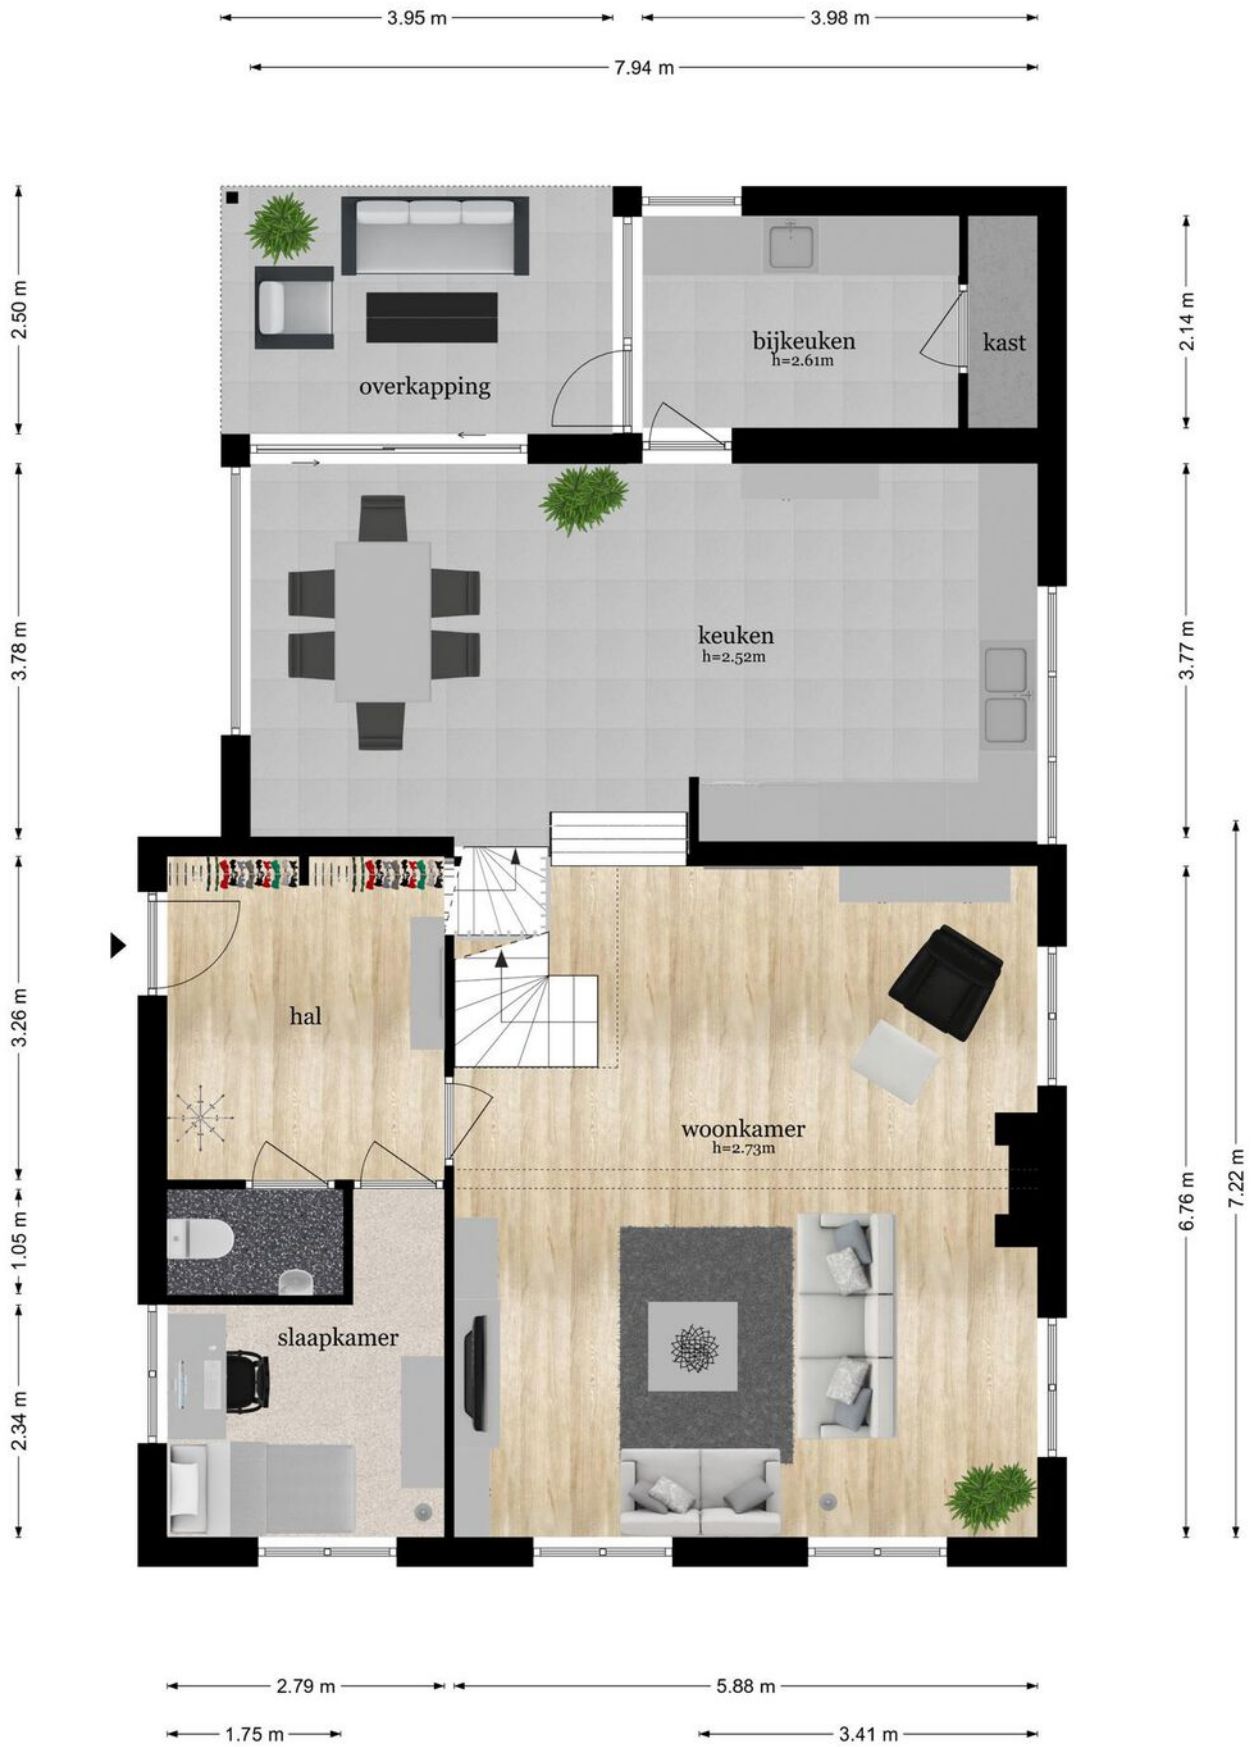 3.95 m
3.98 m
7.94 m
2.50 m
2.14 m
bijkeuken
h=2.61m
kast
overkapping
3.78 m
3.77 m
keuken
h=2.52m
3.26 m
hal
woonkamer
h=2.73m
6.76 m
7.22 m
1.05 m
slaapkamer
2.34 m
2.79 m
5.88 m
1.75 m
3.41 m